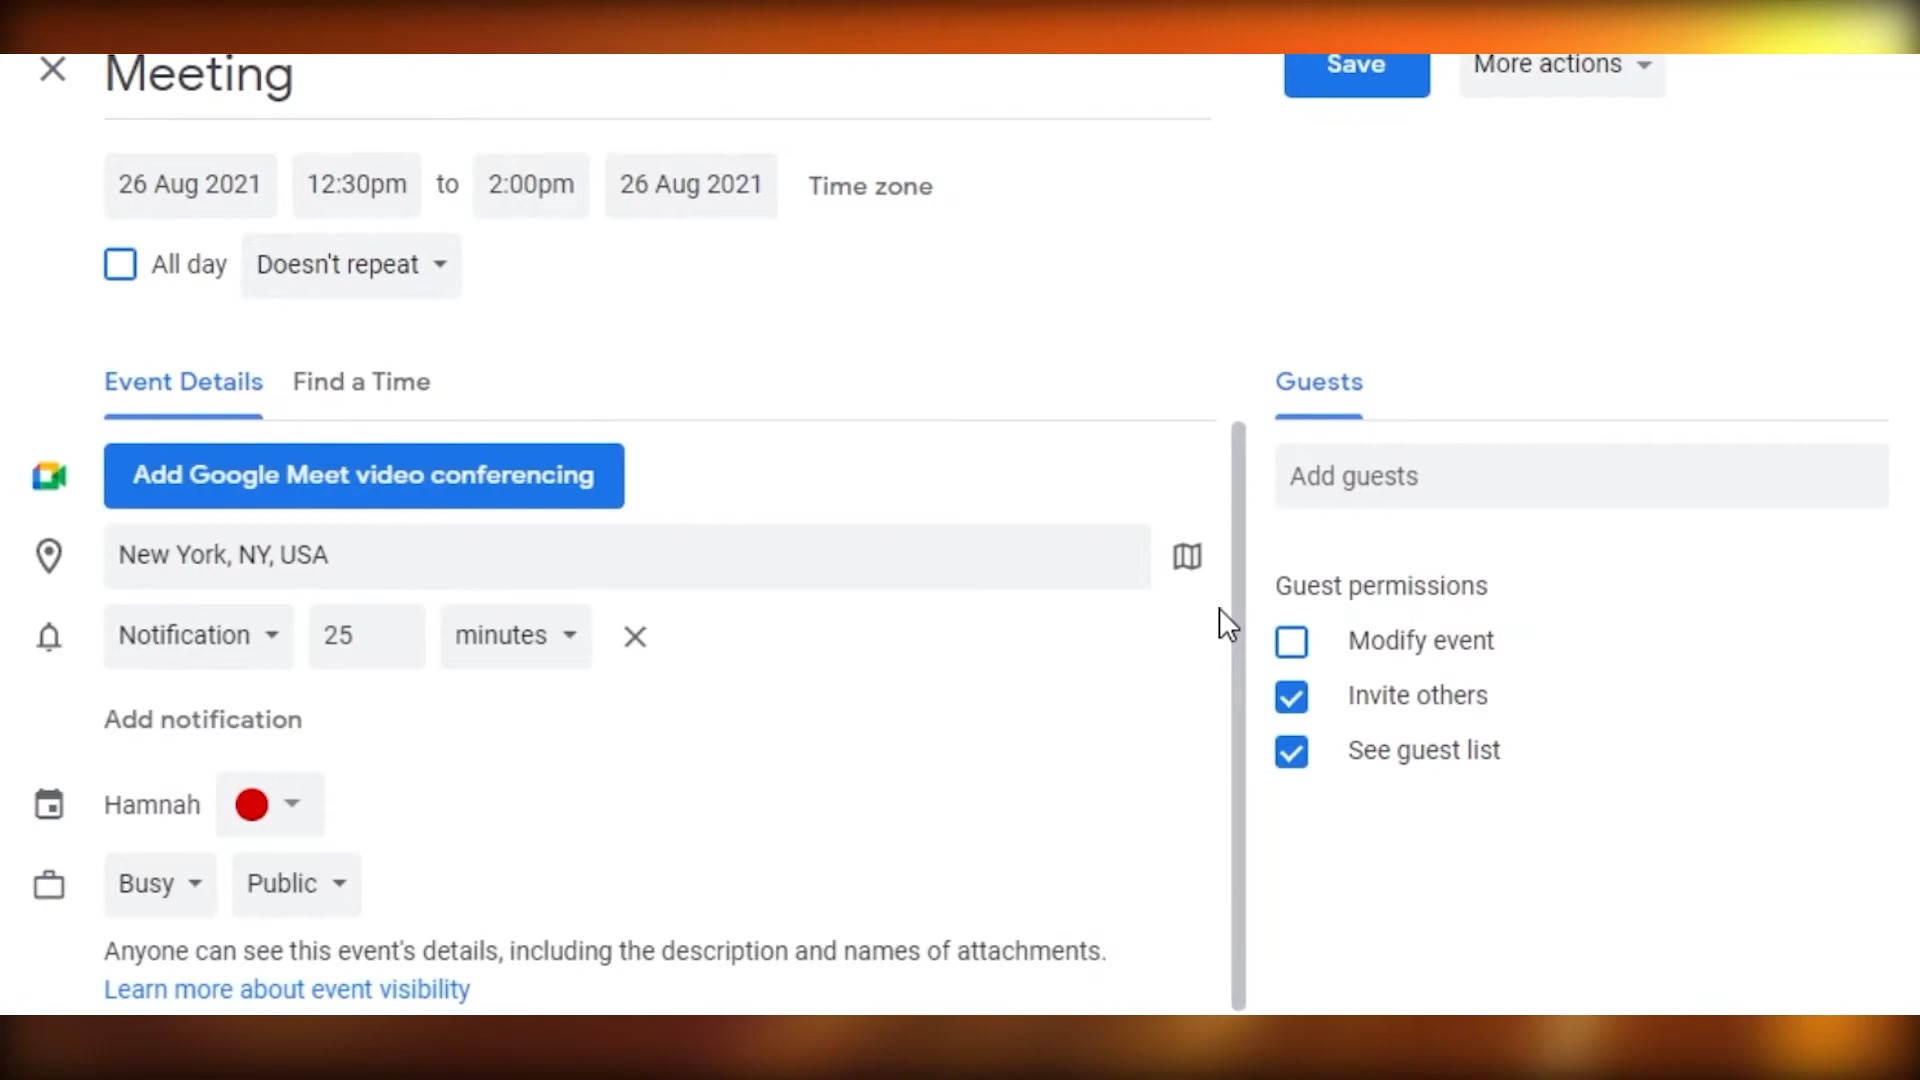 Meeting
Save
More actions
26 Aug 2021 12:30pm to 2:00pm 26 Aug 2021 Time zone
All day Doesn't repeat
Event Details Find a Time
Guests
Add Google Meet video conferencing
Add guests
New York, NY, USA
Notification 25 minutes
Add notification
Guest permissions
Modify event
Invite others
See guest list
Hamnah
Busy Public
Anyone can see this event's details, including the description and names of attachments.
Learn more about event visibility